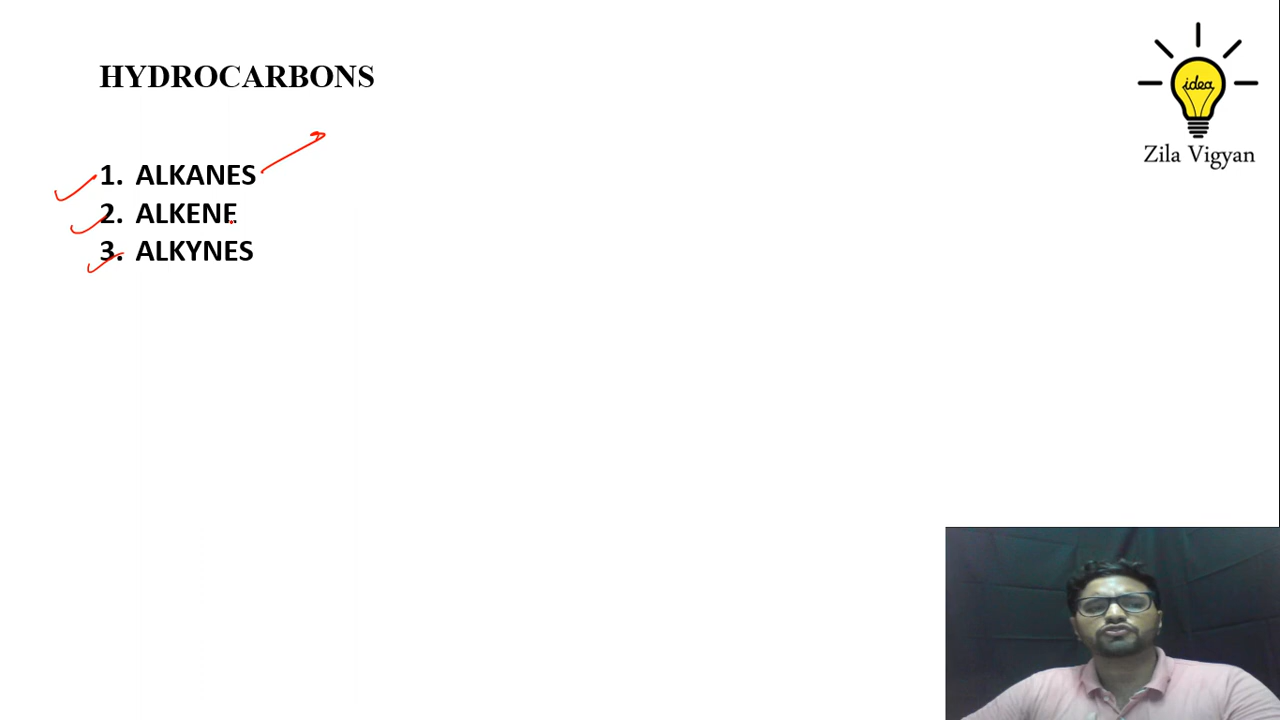 HYDROCARBONS
1. ALKANES
2. ALKENE
3. ALKYNES
idea
Zila Vigyan